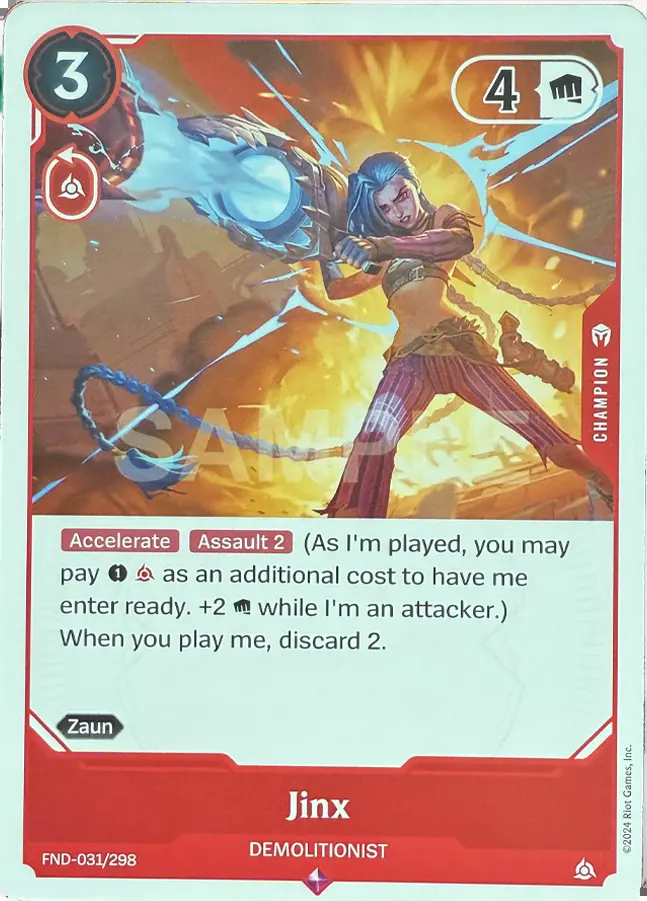 3
4
CHAMPION
SAMPLE
Accelerate Assault 2 (As I'm played, you may
pay 1 as an additional cost to have me
enter ready. +2 while I'm an attacker.)
When you play me, discard 2.
Zaun
Jinx
DEMOLITIONIST
FND-031/298
©2024 Riot Games, Inc.